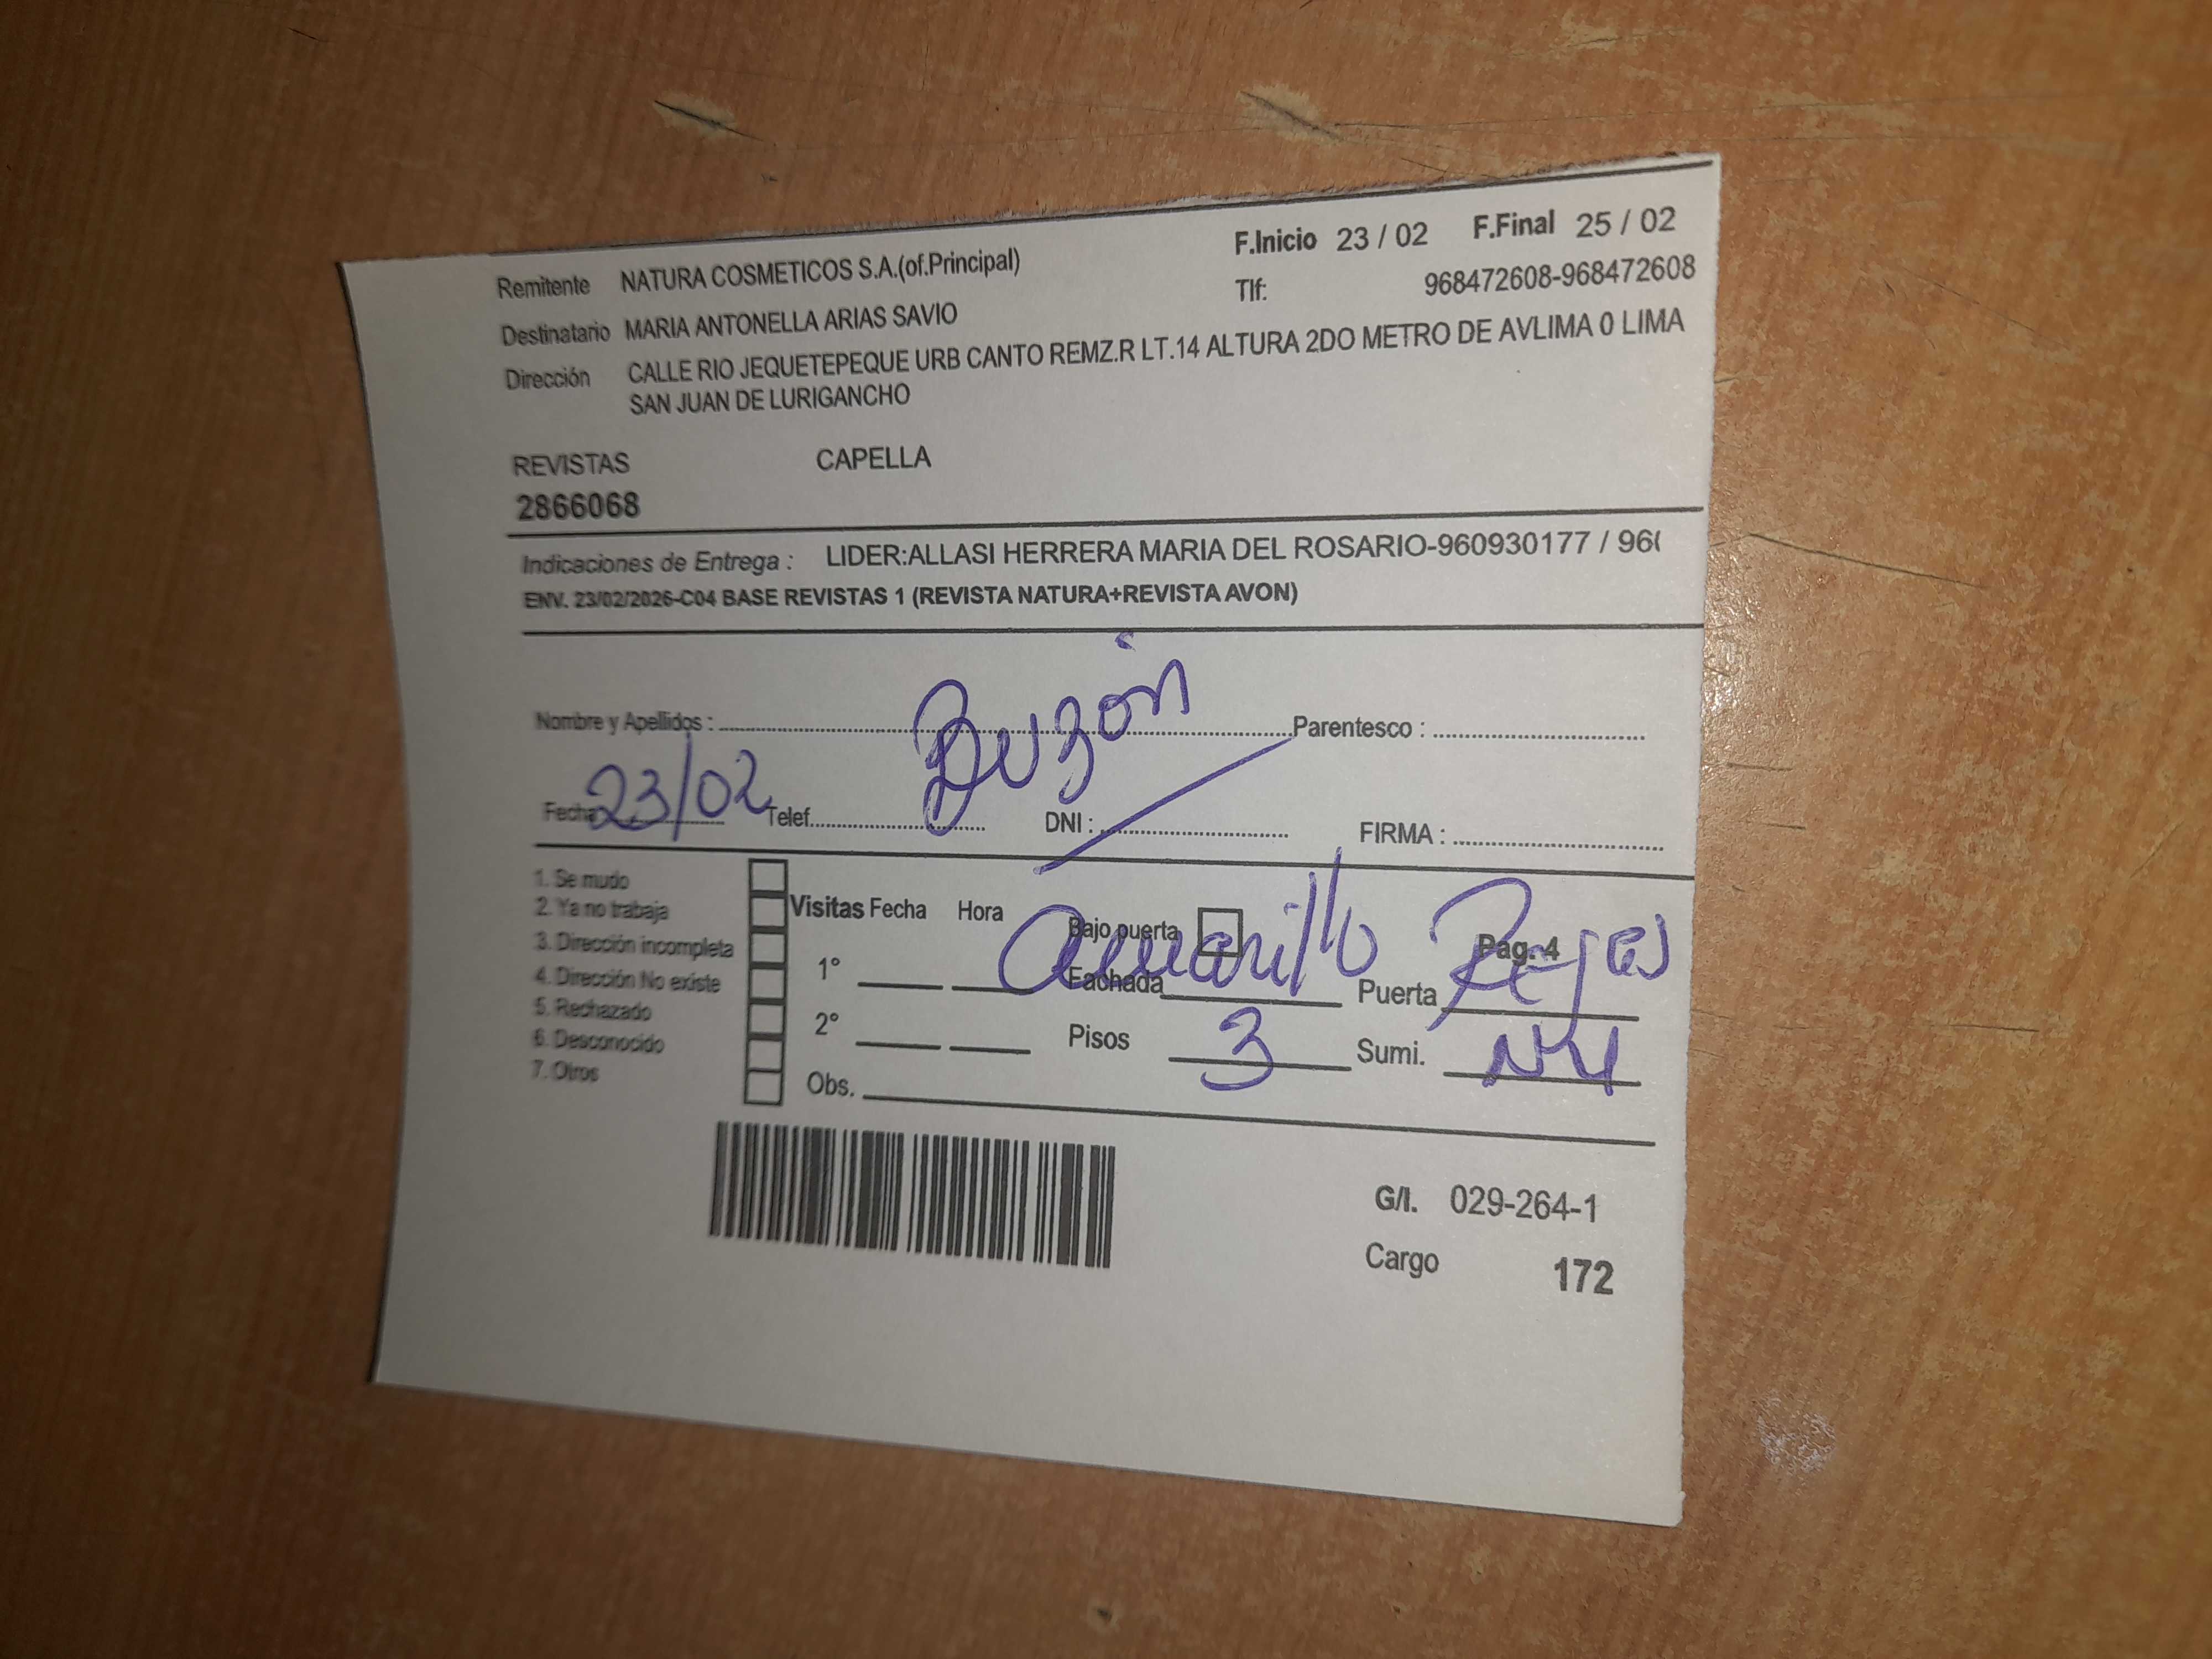 F.Inicio 23 / 02 F.Final 25 / 02
Remitente NATURA COSMETICOS S.A.(of.Principal)
Tlf: 968472608-968472608
Destinatario MARIA ANTONELLA ARIAS SAVIO
Dirección CALLE RIO JEQUETEPEQUE URB CANTO REMZ.R LT.14 ALTURA 2DO METRO DE AVLIMA 0 LIMA
SAN JUAN DE LURIGANCHO
REVISTAS CAPELLA
2866068
Indicaciones de Entrega : LIDER:ALLASI HERRERA MARIA DEL ROSARIO-960930177 / 96(
ENV. 23/02/2026-C04 BASE REVISTAS 1 (REVISTA NATURA+REVISTA AVON)
Nombre y Apellidos : Buzón Parentesco :
Fecha 23/02 Telef. DNI : FIRMA :
1. Se mudo
2. Ya no trabaja
3. Dirección incompleta
4. Dirección No existe
5. Rechazado
6. Desconocido
7. Otros
Visitas Fecha Hora
1°
2°
Obs.
Bajo puerta Pag. 4
Fachada amarillo Puerta Rejas
Pisos 3 Sumi.
G/I. 029-264-1
Cargo 172